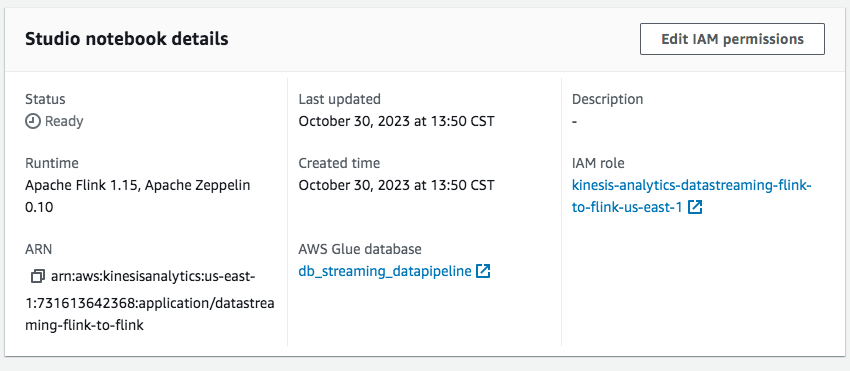 Studio notebook details
Edit IAM permissions
Status
Ready
Last updated
October 30, 2023 at 13:50 CST
Description
-
Runtime
Apache Flink 1.15, Apache Zeppelin
0.10
Created time
October 30, 2023 at 13:50 CST
IAM role
kinesis-analytics-datastreaming-flink-
to-flink-us-east-1
ARN
arn:aws:kinesisanalytics:us-east-
1:731613642368:application/datastrea
ming-flink-to-flink
AWS Glue database
db_streaming_datapipeline